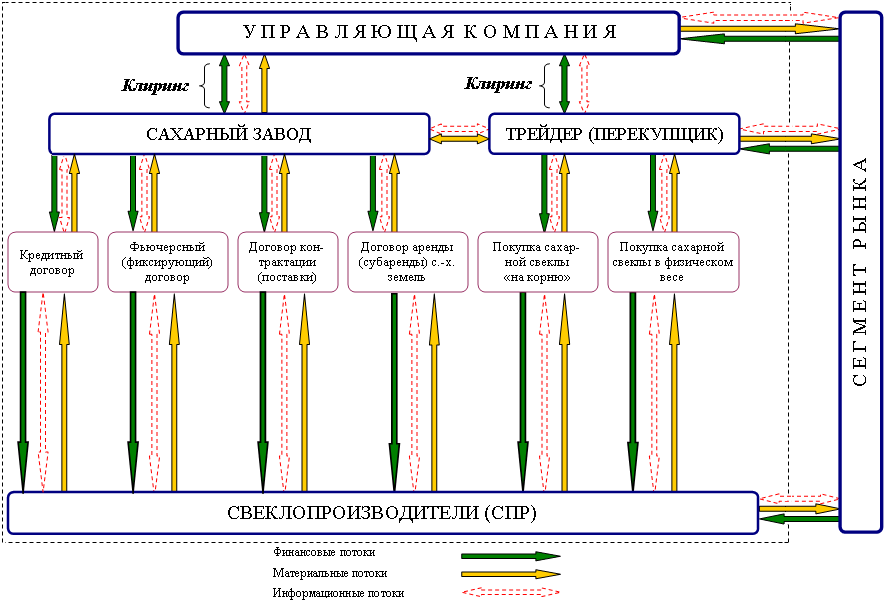 УПРАВЛЯЮЩАЯ КОМПАНИЯ
Клиринг
Клиринг
САХАРНЫЙ ЗАВОД
ТРЕЙДЕР (ПЕРЕКУПЩИК)
Кредитный
договор
Фьючерсный
(фиксирующий)
договор
Договор кон-
трактации
(поставки)
Договор аренды
(субаренды) с.-х.
земель
Покупка сахар-
ной свеклы
«на корню»
Покупка сахарной
свеклы в физическом
весе
СЕГМЕНТ РЫНКА
СВЕКЛОПРОИЗВОДИТЕЛИ (СПР)
Финансовые потоки
Материальные потоки
Информационные потоки